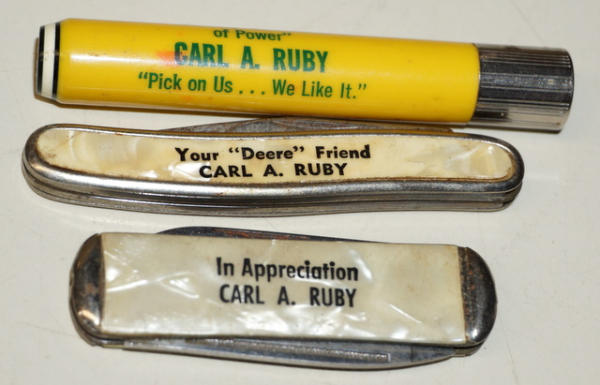 of Power"
CARL A. RUBY
"Pick on Us . . . We Like It."
Your "Deere" Friend
CARL A. RUBY
In Appreciation
CARL A. RUBY